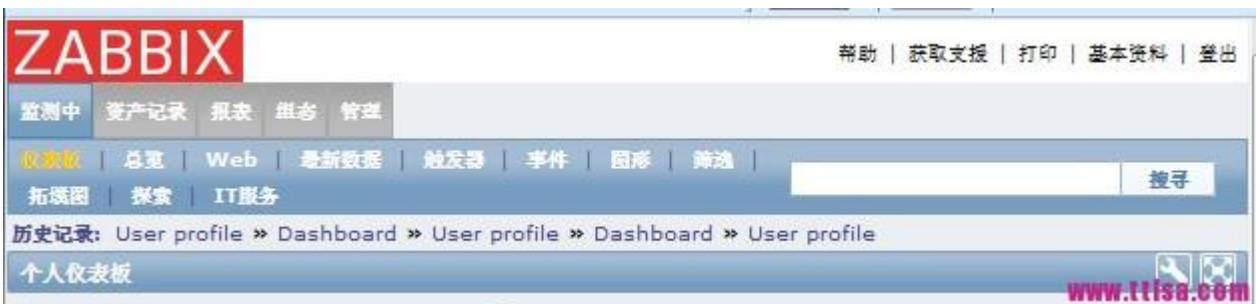 ZABBIX
帮助 | 获取支援 | 打印 | 基本资料 | 登出
监测中 资产记录 报表 组态 管理
仪表板 | 总览 | Web | 最新数据 | 触发器 | 事件 | 图形 | 筛选 |
拓墣图 | 探索 | IT服务
搜寻
历史记录: User profile » Dashboard » User profile » Dashboard » User profile
个人仪表板
www.ttlsa.com